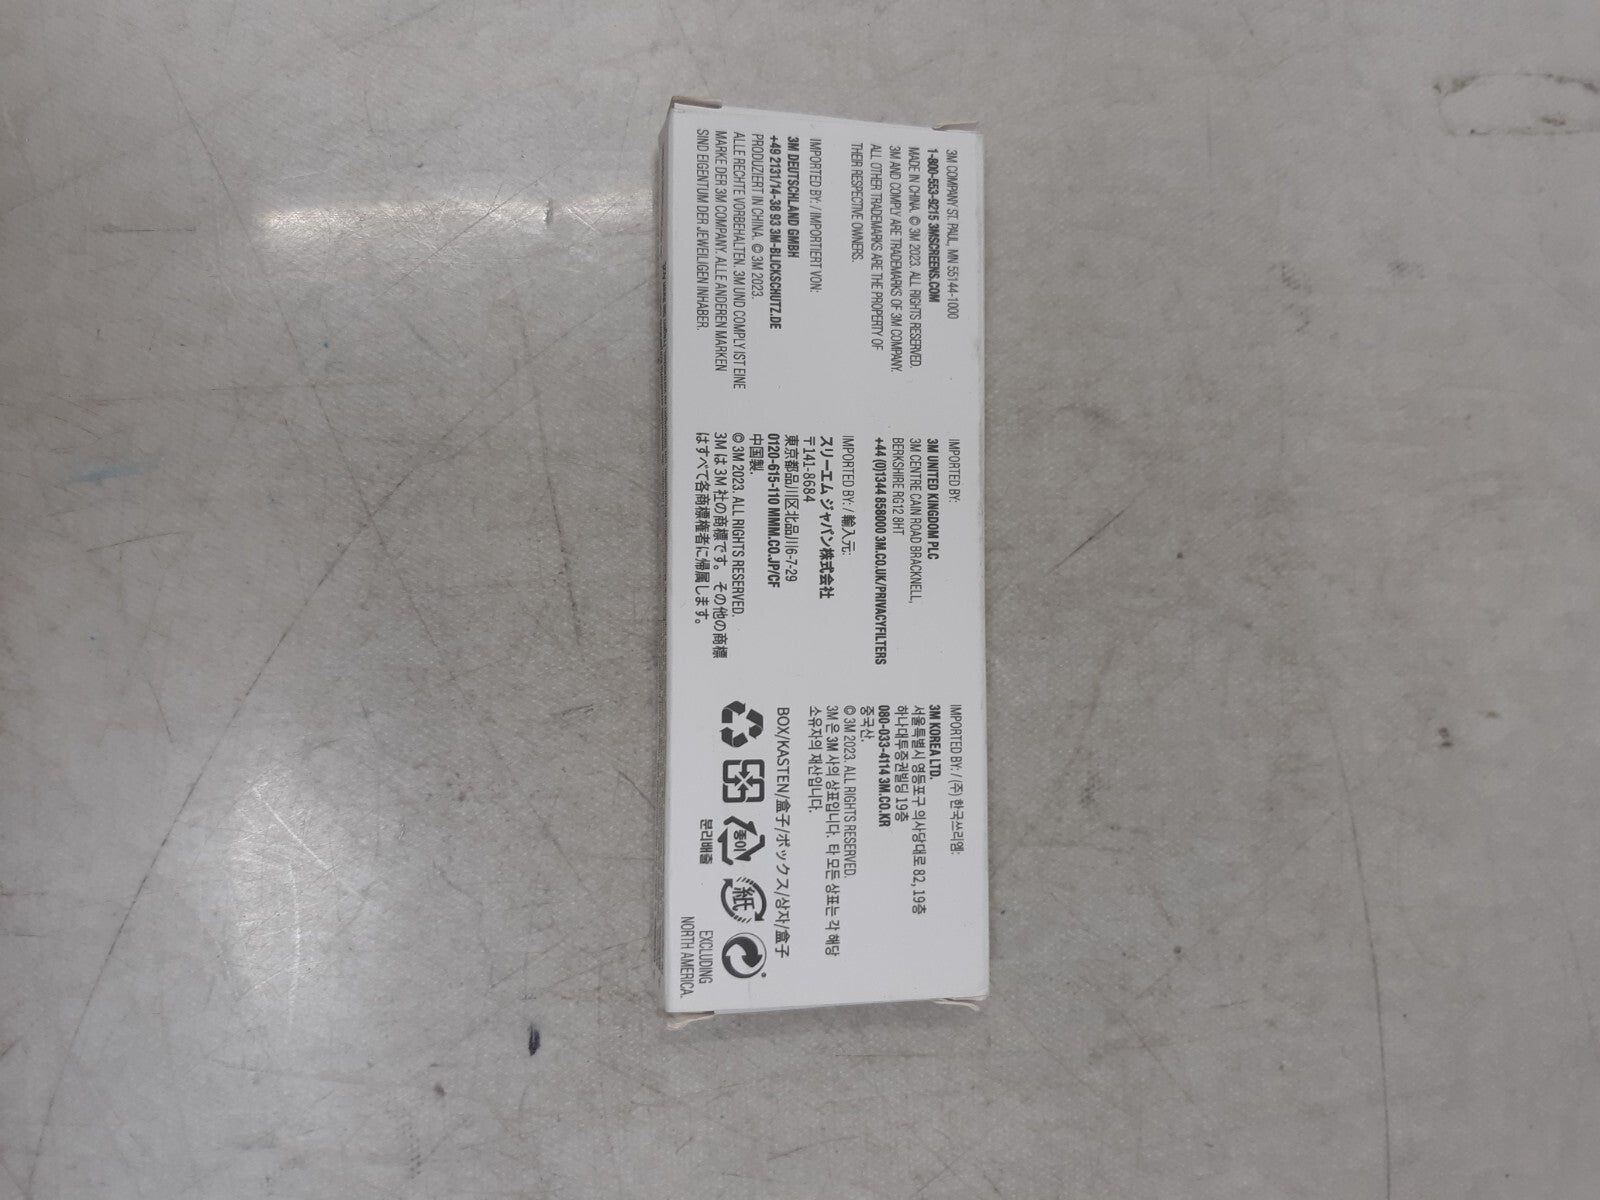 3M COMPANY ST. PAUL, MN 55144-1000
1-800-553-9215 3MSCREENS.COM
MADE IN CHINA. © 3M 2023. ALL RIGHTS RESERVED.
3M AND COMPLY ARE TRADEMARKS OF 3M COMPANY.
ALL OTHER TRADEMARKS ARE THE PROPERTY OF
THEIR RESPECTIVE OWNERS.
IMPORTED BY: / IMPORTIERT VON:
3M DEUTSCHLAND GMBH
+49 2131/14-38 93 3M-BLICKSCHUTZ.DE
PRODUZIERT IN CHINA. © 3M 2023.
ALLE RECHTE VORBEHALTEN. 3M UND COMPLY IST EINE
MARKE DER 3M COMPANY. ALLE ANDEREN MARKEN
SIND EIGENTUM DER JEWEILIGEN INHABER.
IMPORTED BY:
3M UNITED KINGDOM PLC
3M CENTRE CAIN ROAD BRACKNELL,
BERKSHIRE RG12 8HT
+44 (0)1344 858000 3M.CO.UK/PRIVACYFILTERS
IMPORTED BY: / 輸入元:
スリーエム ジャパン株式会社
〒141-8684
東京都品川区北品川6-7-29
0120-615-110 MMM.CO.JP/CF
中国製.
© 3M 2023. ALL RIGHTS RESERVED.
3M は 3M 社の商標です。その他の商標
はすべて各商標権者に帰属します。
IMPORTED BY: / (주) 한국쓰리엠:
3M KOREA LTD.
서울특별시 영등포구 의사당대로 82, 19층
하나대투증권빌딩 19층
080-033-4114 3M.CO.KR
중국산.
© 3M 2023. ALL RIGHTS RESERVED.
3M 은 3M 사의 상표입니다. 타 모든 상표는 각 해당
소유자의 재산입니다.
BOX/KASTEN/盒子/ボックス/상자/盒子
종이
분리배출
紙
EXCLUDING
NORTH AMERICA.